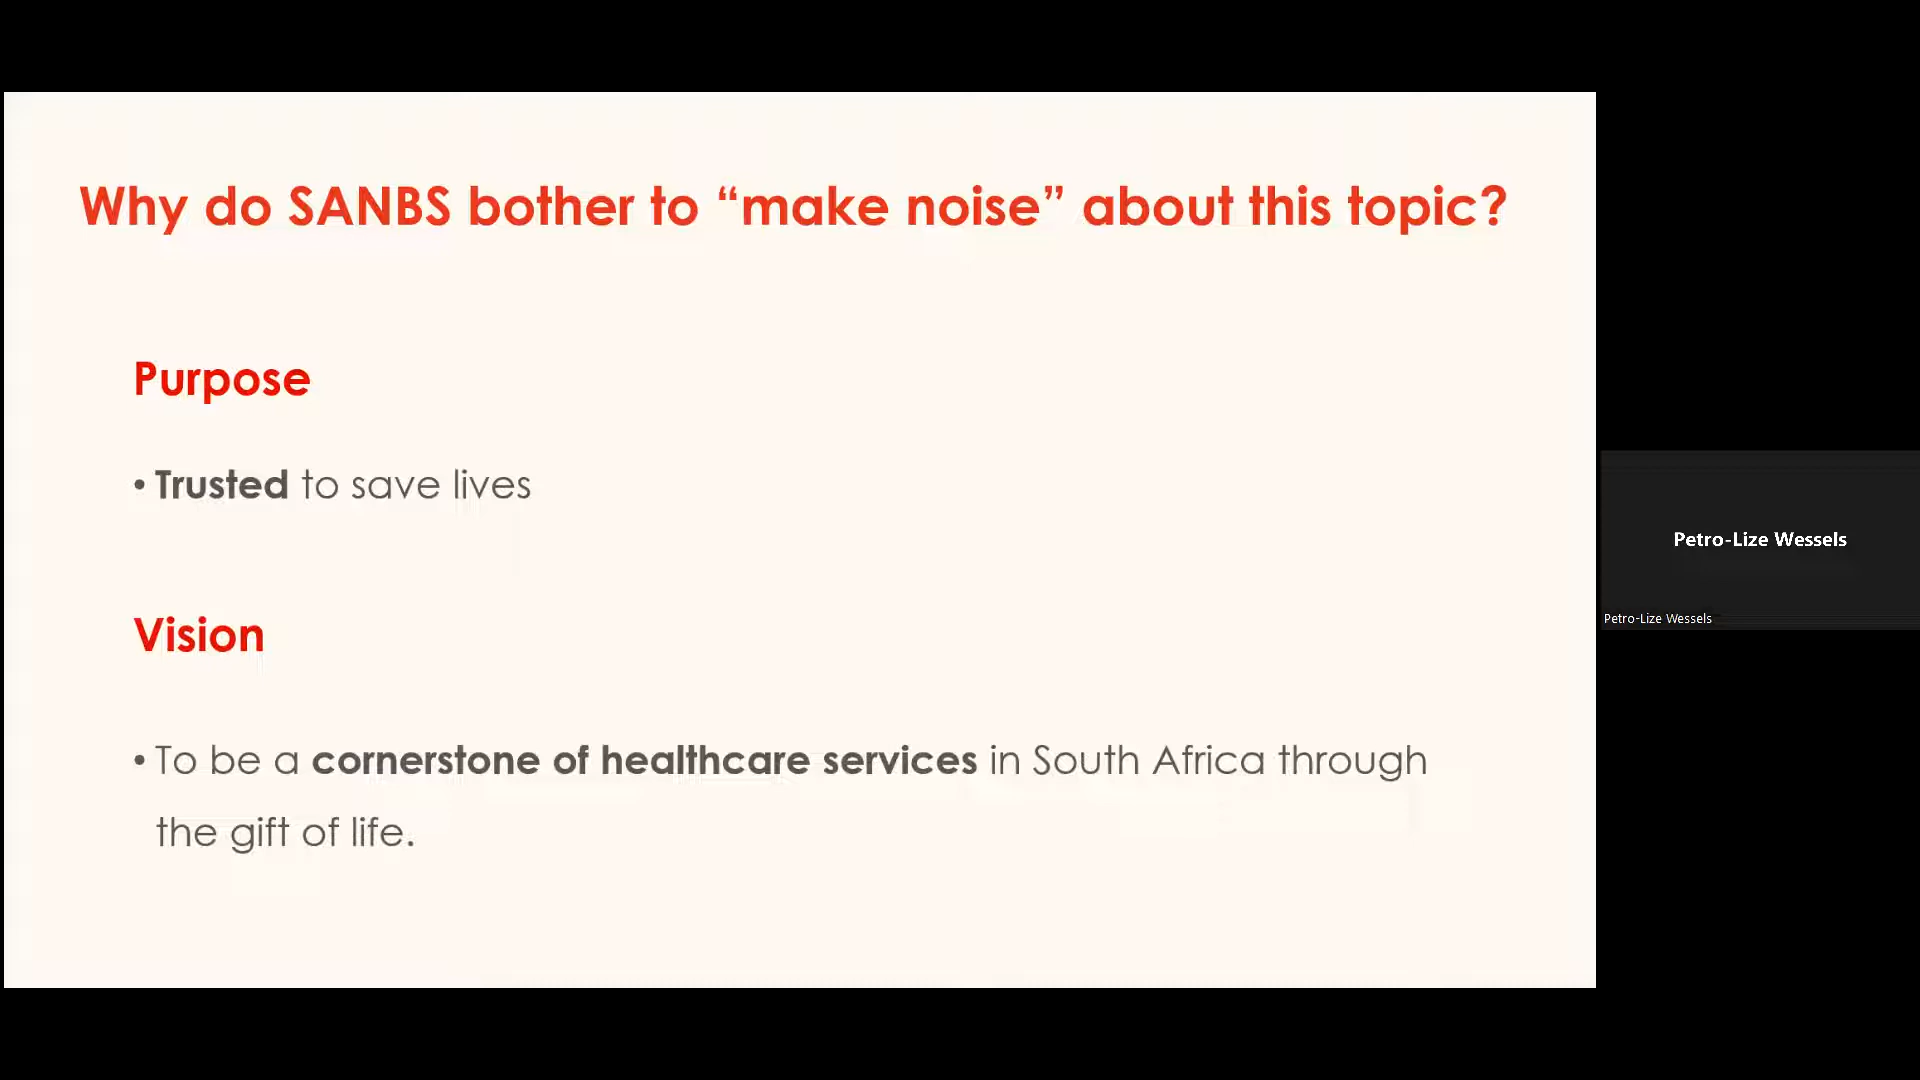 Why do SANBS bother to “make noise” about this topic?
Purpose
• Trusted to save lives
Vision
• To be a cornerstone of healthcare services in South Africa through
the gift of life.
Petro-Lize Wessels
Petro-Lize Wessels